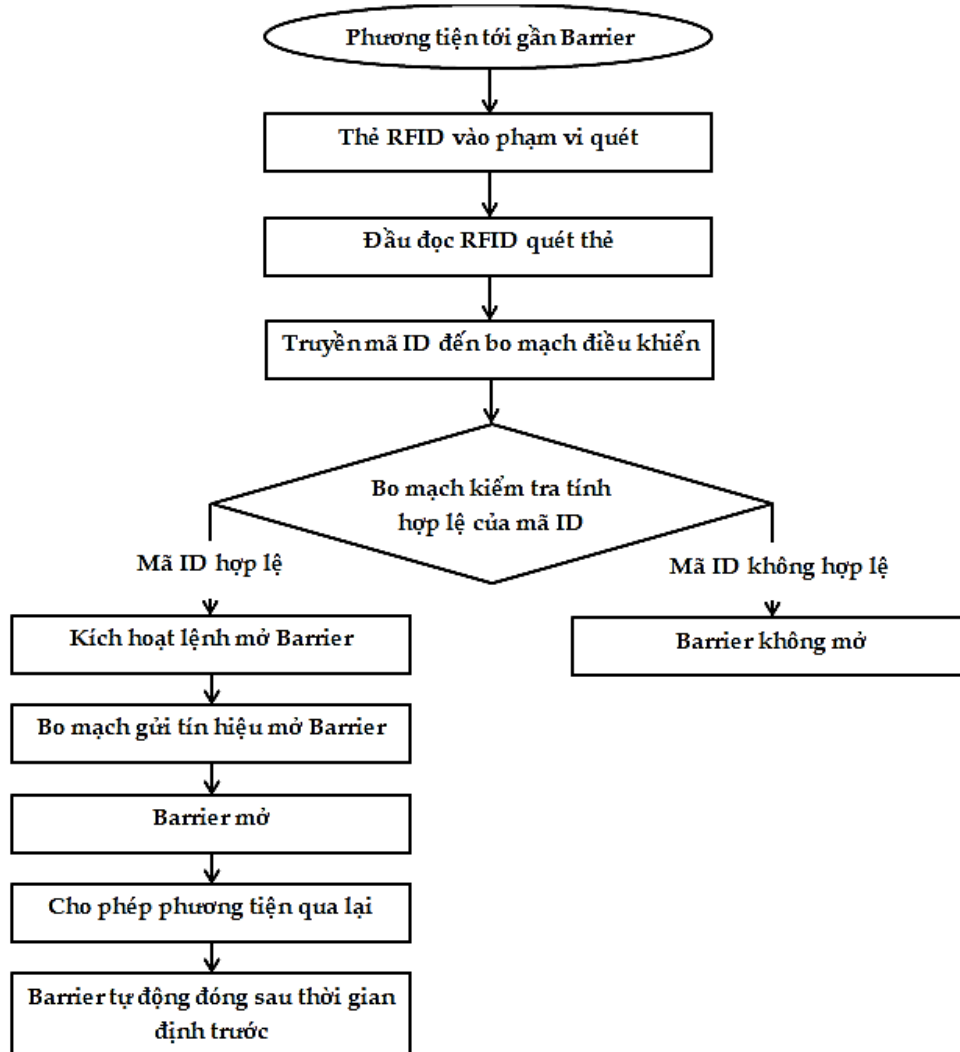 Phương tiện tới gần Barrier
Thẻ RFID vào phạm vi quét
Đầu đọc RFID quét thẻ
Truyền mã ID đến bo mạch điều khiển
Bo mạch kiểm tra tính
hợp lệ của mã ID
Mã ID hợp lệ
Mã ID không hợp lệ
Kích hoạt lệnh mở Barrier
Barrier không mở
Bo mạch gửi tín hiệu mở Barrier
Barrier mở
Cho phép phương tiện qua lại
Barrier tự động đóng sau thời gian
định trước